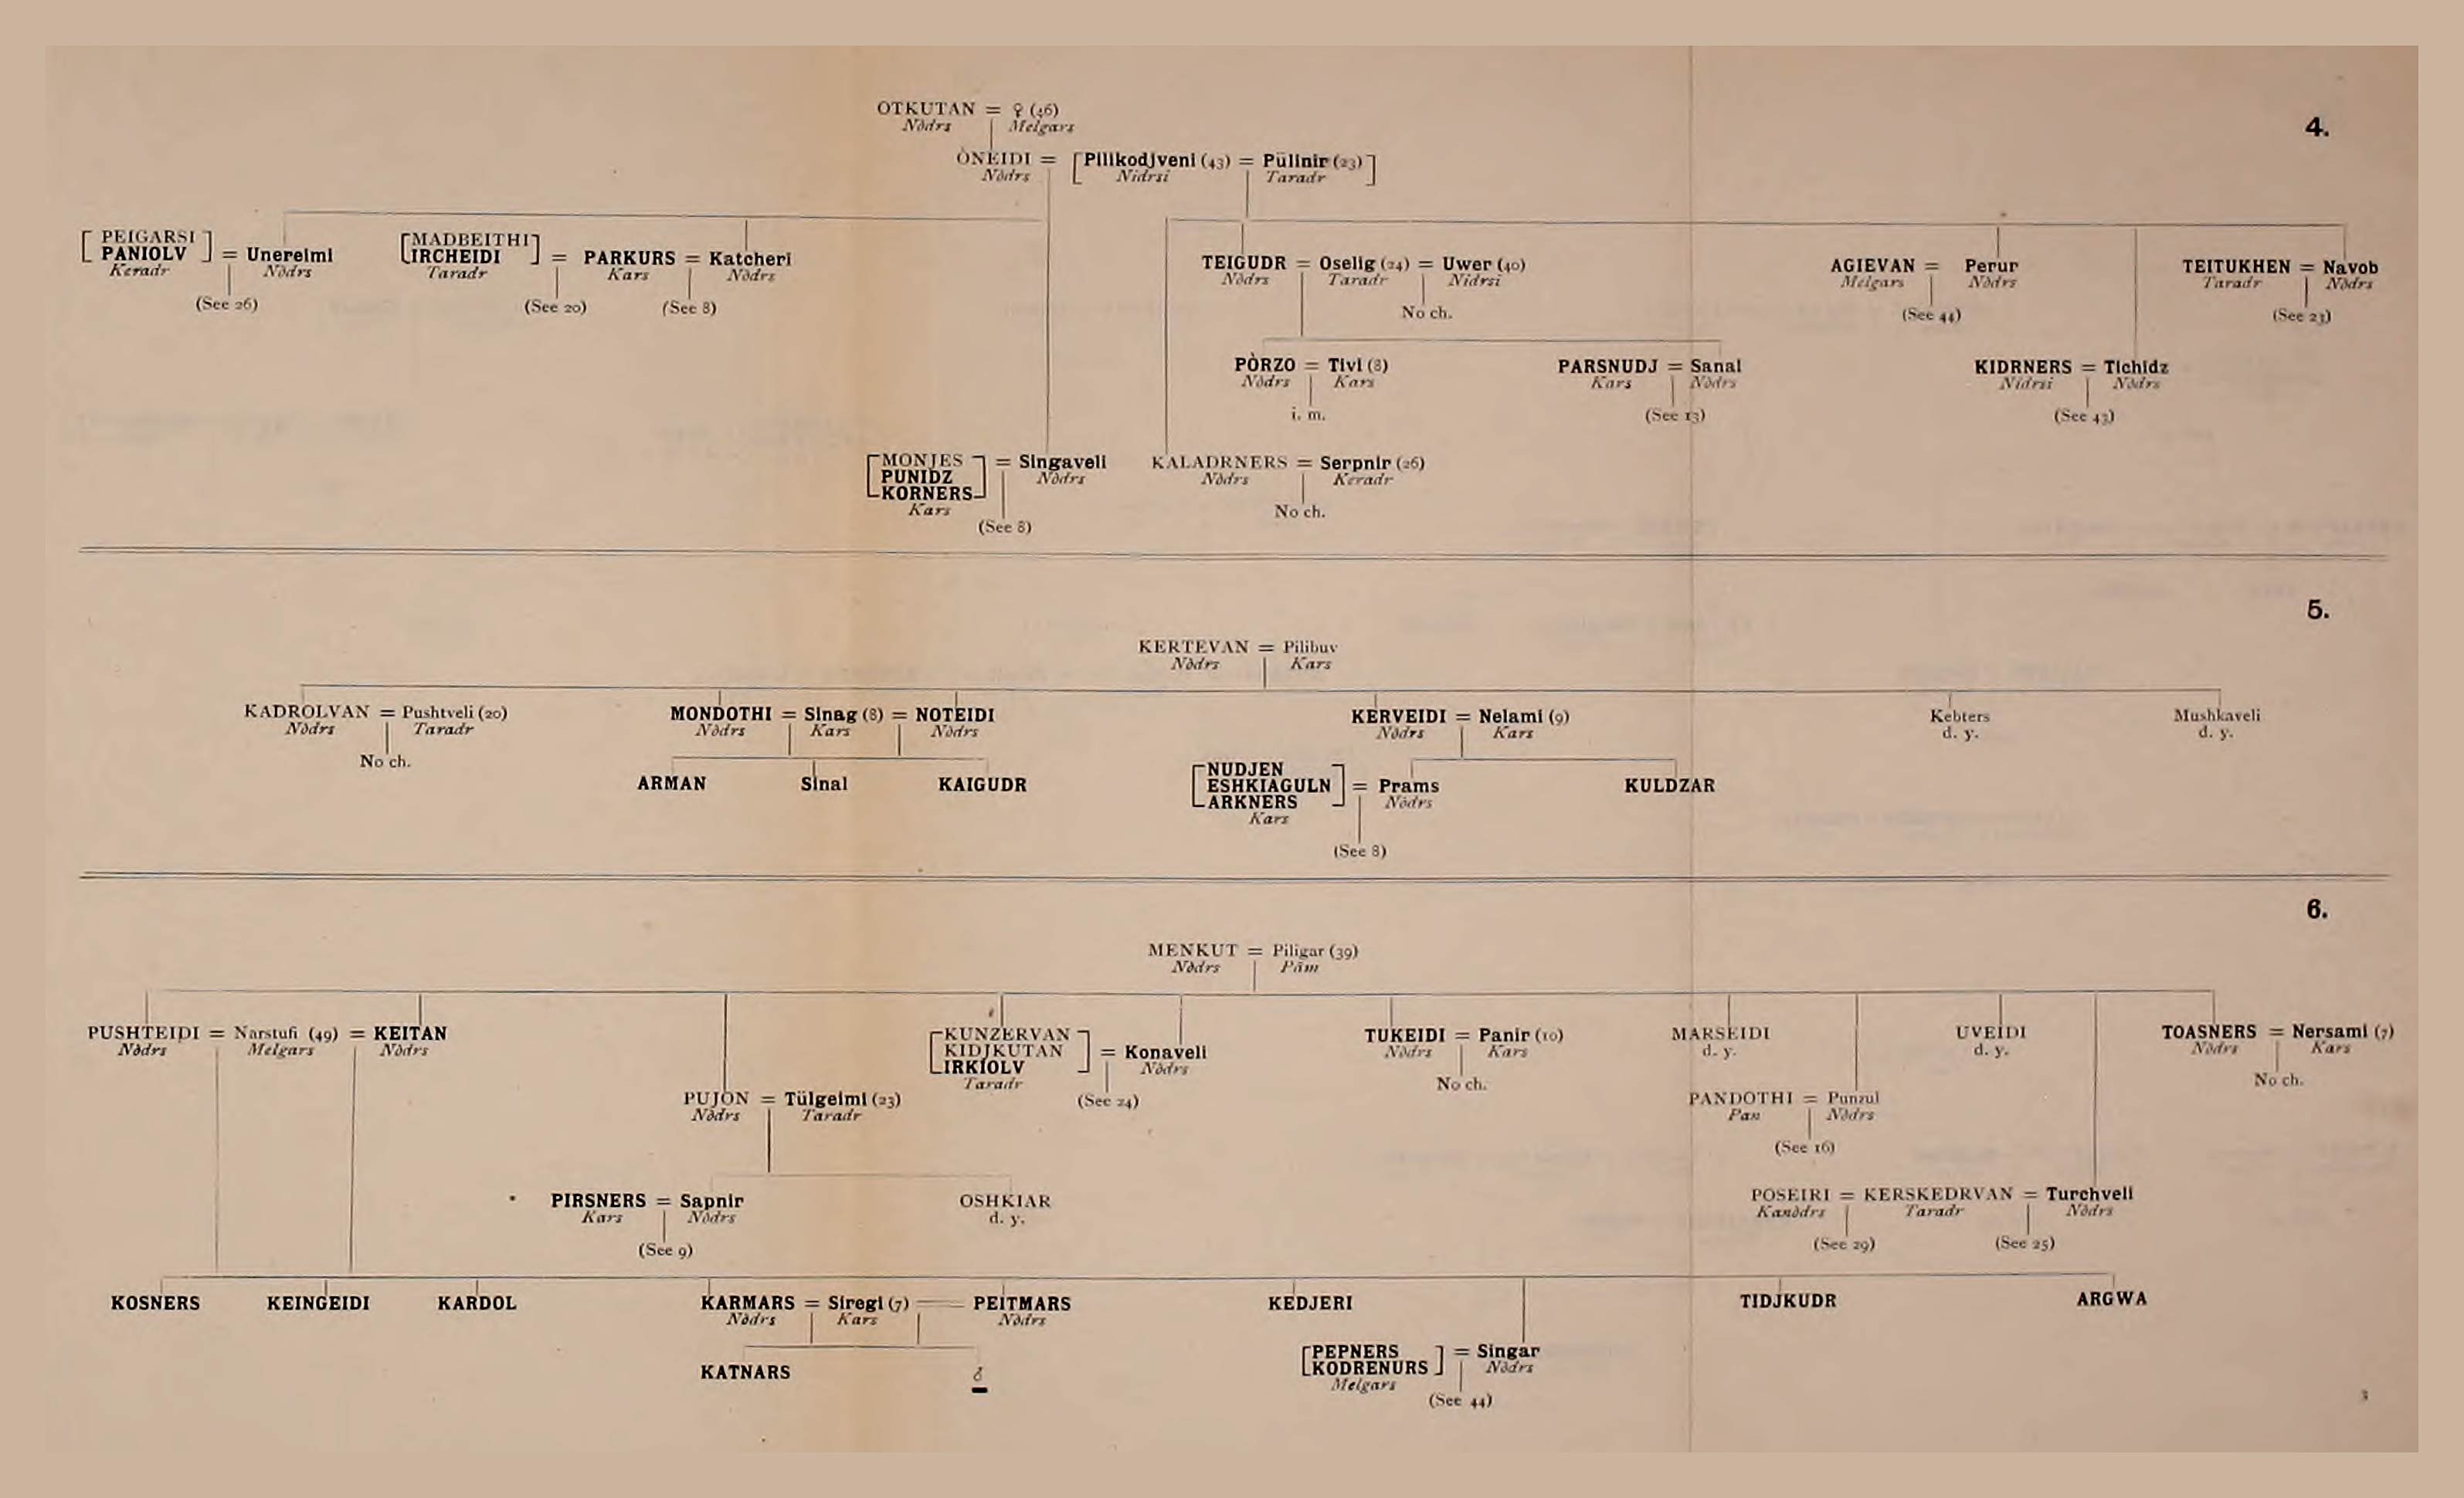 4.
OTKUTAN = ♀ (46)
Nòdrs Melgars
ÒNEIDI = [Pilikodjveni (43) = Pülinir (23)]
Nòdrs Nidrsi Taradr
[PEIGARSI
PANIOLV] = Unereimi
Keradr Nòdrs
(See 26)
[MADBEITHI
IRCHEIDI] = PARKURS = Katcheri
Taradr Kars Nòdrs
(See 20) (See 8)
TEIGUDR = Oselig (24) = Uwer (40)
Nòdrs Taradr Nidrsi
No ch.
AGIEVAN = Perur
Melgars Nòdrs
(See 44)
TEITUKHEN = Navob
Taradr Nòdrs
(See 23)
PÒRZO = Tivi (8)
Nòdrs Kars
i. m.
PARSNUDJ = Sanal
Kars Nòdrs
(See 13)
KIDRNERS = Tichidz
Nidrsi Nòdrs
(See 43)
[MONJES
PUNIDZ
KORNERS] = Singaveli
Kars Nòdrs
(See 8)
KALADRNERS = Serpnir (26)
Nòdrs Keradr
No ch.
5.
KERTEVAN = Pilibuv
Nòdrs Kars
KADROLVAN = Pushtveli (20)
Nòdrs Taradr
No ch.
MONDOTHI = Sinag (8) = NOTEIDI
Nòdrs Kars Nòdrs
KERVEIDI = Nelami (9)
Nòdrs Kars
Kebters
d. y.
Mushkaveli
d. y.
ARMAN Sinal KAIGUDR
[NUDJEN
ESHKIAGULN
ARKNERS] = Prams
Kars Nòdrs
(See 8)
KULDZAR
6.
MENKUT = Piligar (39)
Nòdrs Päm
PUSHTEIDI = Narstufi (49) = KEITAN
Nòdrs Melgars Nòdrs
PUJON = Tülgeimi (23)
Nòdrs Taradr
[KUNZERVAN
KIDJKUTAN
IRKIOLV] = Konaveli
Taradr Nòdrs
(See 24)
TUKEIDI = Panir (10)
Nòdrs Kars
No ch.
MARSEIDI
d. y.
PANDOTHI = Punzul
Pan Nòdrs
(See 16)
UVEIDI
d. y.
TOASNERS = Nersami (7)
Nòdrs Kars
No ch.
PIRSNERS = Sapnir
Kars Nòdrs
(See 9)
OSHKIAR
d. y.
POSEIRI = KERSKEDRVAN = Turchveli
Kanòdrs Taradr Nòdrs
(See 29) (See 25)
KOSNERS KEINGEIDI KARDOL
KARMARS = Siregi (7) = PEITMARS
Nòdrs Kars Nòdrs
KEDJERI
TIDJKUDR
ARGWA
KATNARS ♂
[PEPNERS
KODRENURS] = Singar
Melgars Nòdrs
(See 44)
3